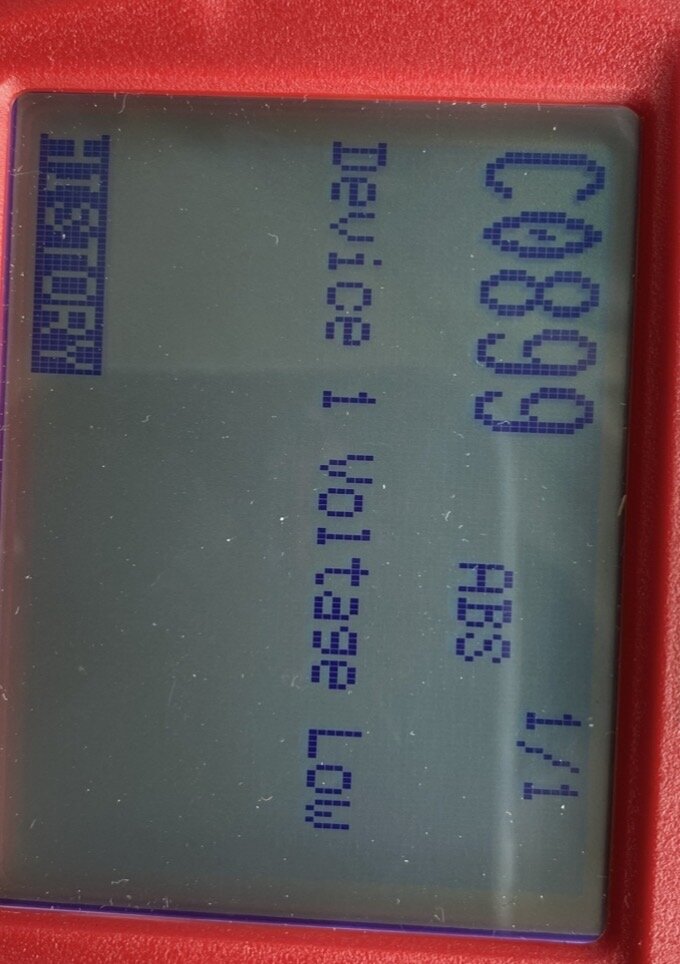 C0899
ABS
1/1
Device 1 Voltage Low
HISTORY